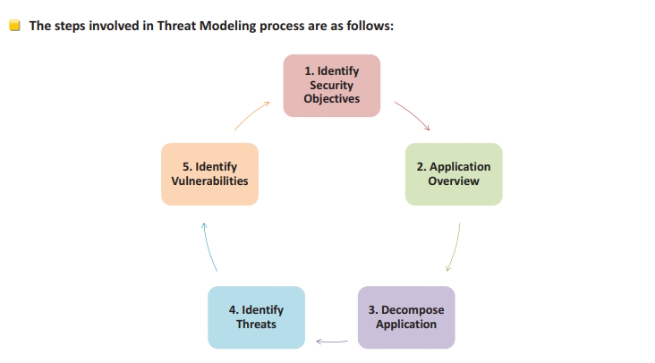 The steps involved in Threat Modeling process are as follows:
1. Identify
Security
Objectives
2. Application
Overview
3. Decompose
Application
4. Identify
Threats
5. Identify
Vulnerabilities